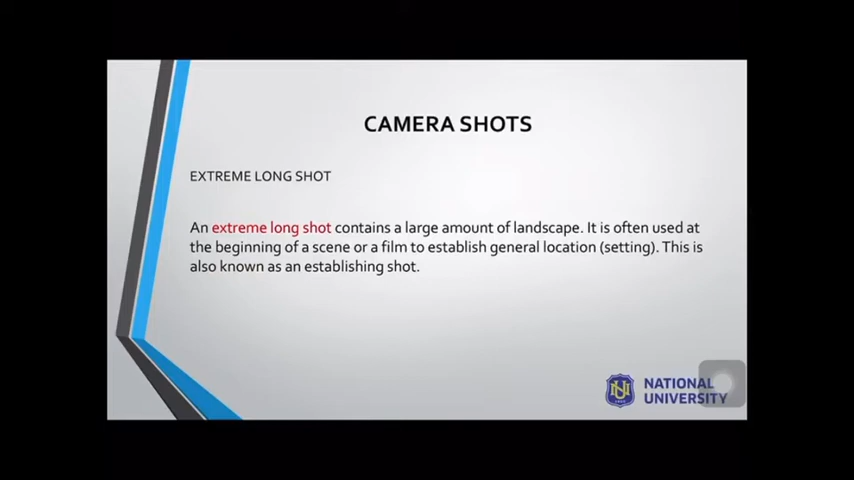 CAMERA SHOTS
EXTREME LONG SHOT
An extreme long shot contains a large amount of landscape. It is often used at
the beginning of a scene or a film to establish general location (setting). This is
also known as an establishing shot.
NU
NATIONAL
UNIVERSITY